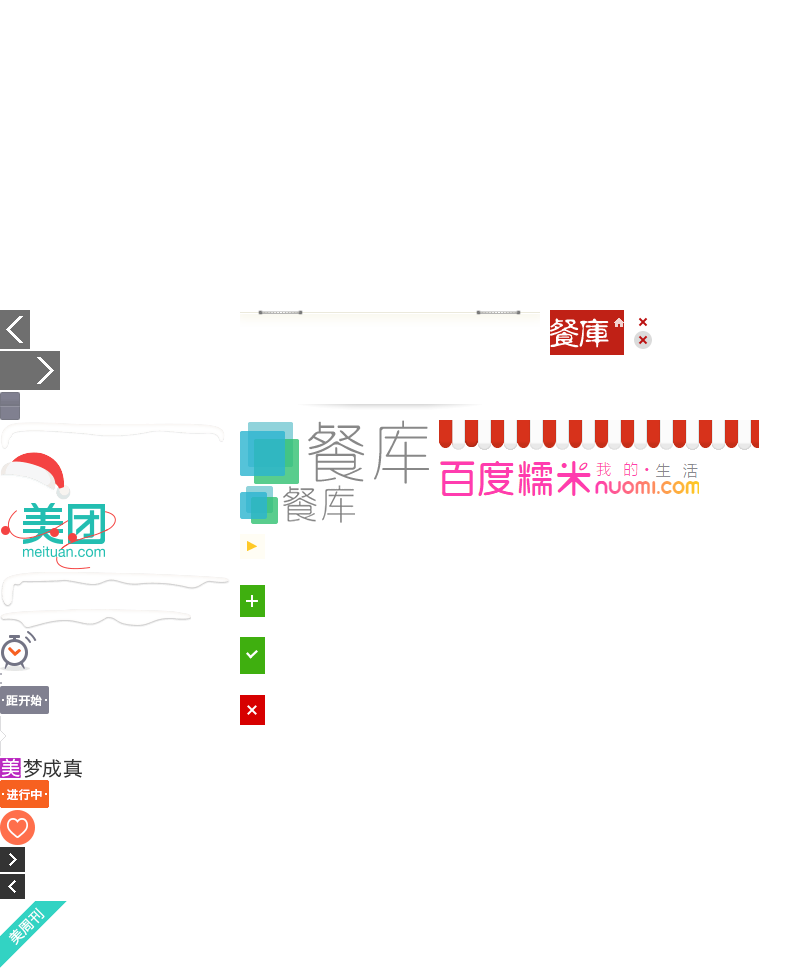 餐庫
餐库
百度糯米 我的·生活
nuomi.com
餐库
美团
meituan.com
·距开始·
美梦成真
·进行中·
美周刊